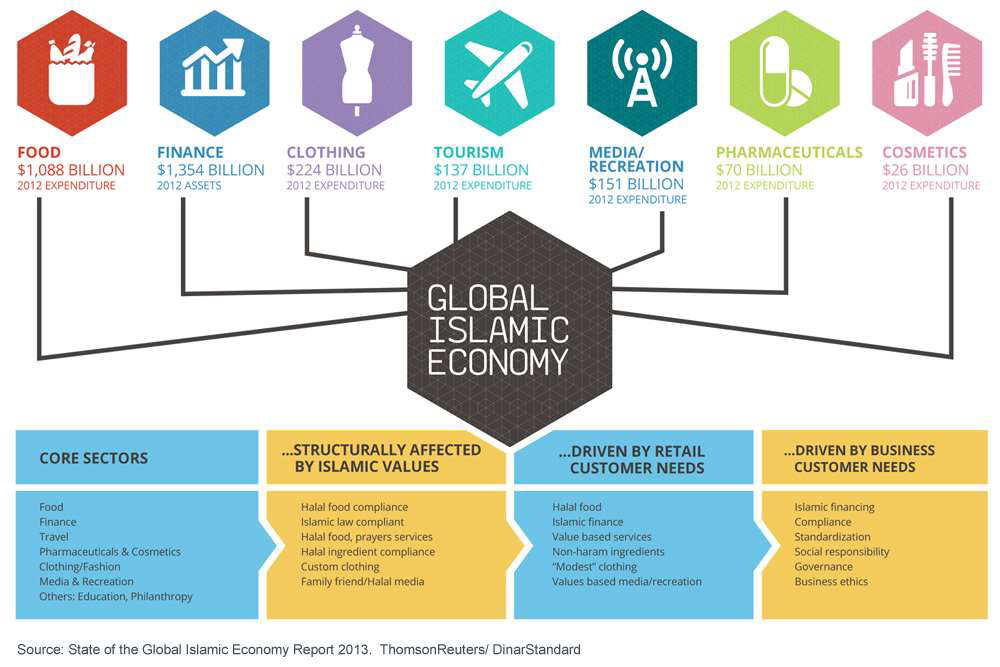 FOOD
$1,088 BILLION
2012 EXPENDITURE
FINANCE
$1,354 BILLION
2012 ASSETS
CLOTHING
$224 BILLION
2012 EXPENDITURE
TOURISM
$137 BILLION
2012 EXPENDITURE
MEDIA/
RECREATION
$151 BILLION
2012 EXPENDITURE
PHARMACEUTICALS
$70 BILLION
2012 EXPENDITURE
COSMETICS
$26 BILLION
2012 EXPENDITURE
GLOBAL
ISLAMIC
ECONOMY
CORE SECTORS
Food
Finance
Travel
Pharmaceuticals & Cosmetics
Clothing/Fashion
Media & Recreation
Others: Education, Philanthropy
...STRUCTURALLY AFFECTED
BY ISLAMIC VALUES
Halal food compliance
Islamic law compliant
Halal food, prayers services
Halal ingredient compliance
Custom clothing
Family friend/Halal media
...DRIVEN BY RETAIL
CUSTOMER NEEDS
Halal food
Islamic finance
Value based services
Non-haram ingredients
“Modest” clothing
Values based media/recreation
...DRIVEN BY BUSINESS
CUSTOMER NEEDS
Islamic financing
Compliance
Standardization
Social responsibility
Governance
Business ethics
Source: State of the Global Islamic Economy Report 2013. ThomsonReuters/ DinarStandard